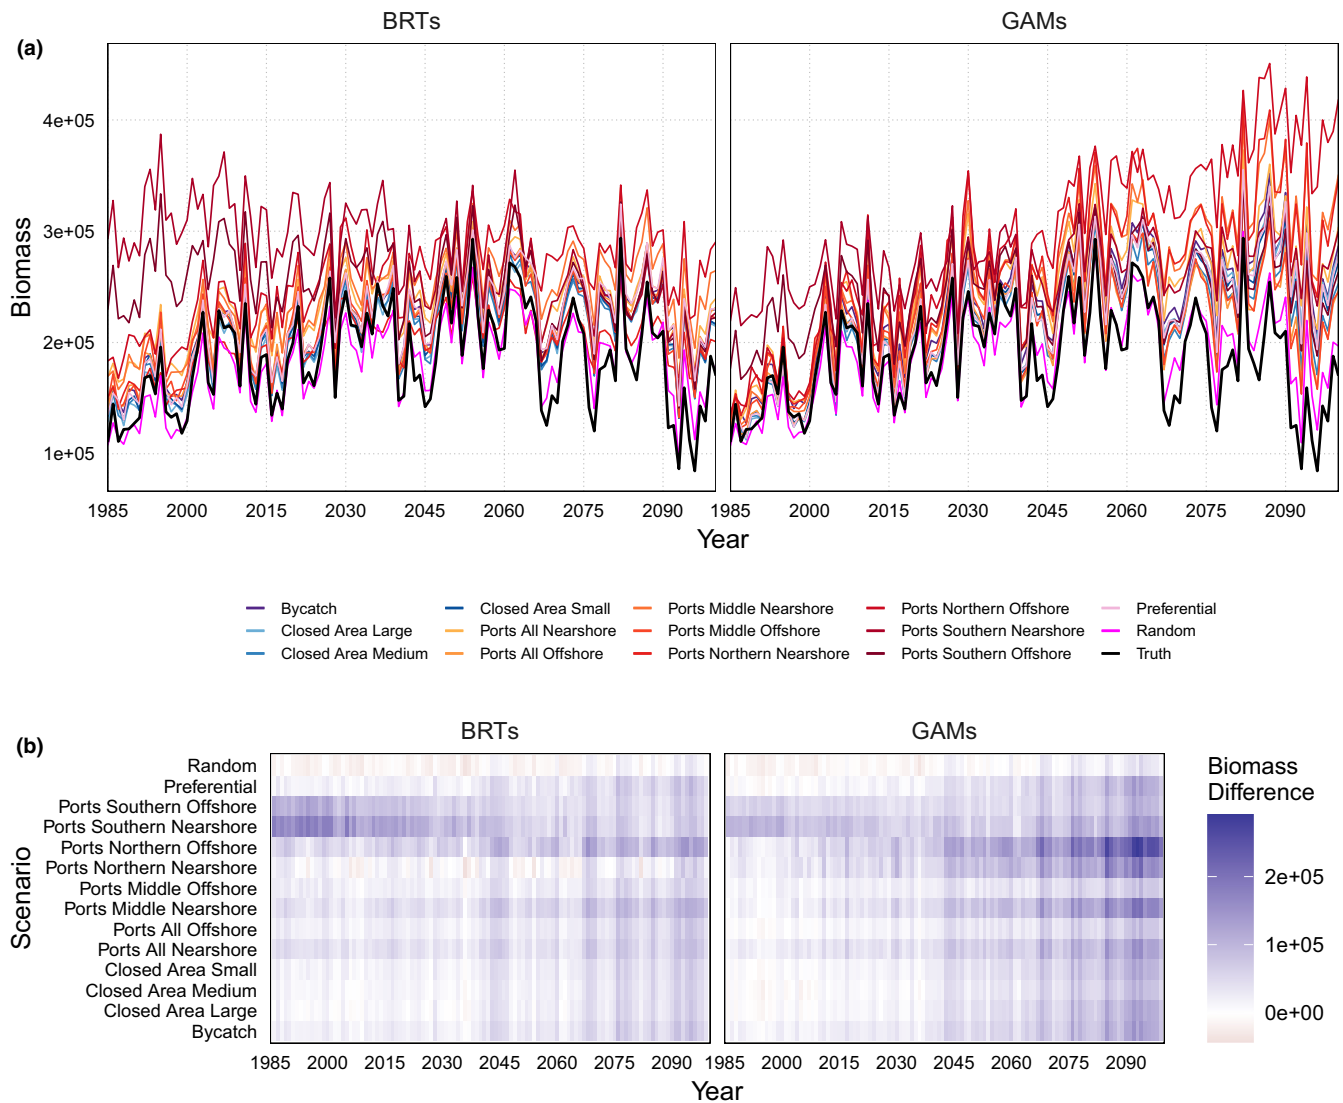 BRTs GAMs
(a)
4e+05
3e+05
2e+05
1e+05
Biomass
1985 2000 2015 2030 2045 2060 2075 2090 1985 2000 2015 2030 2045 2060 2075 2090
Year Year
Bycatch Closed Area Small Ports Middle Nearshore Ports Northern Offshore Preferential
Closed Area Large Ports All Nearshore Ports Middle Offshore Ports Southern Nearshore Random
Closed Area Medium Ports All Offshore Ports Northern Nearshore Ports Southern Offshore Truth
BRTs GAMs
(b)
Random
Preferential
Ports Southern Offshore
Ports Southern Nearshore
Ports Northern Offshore
Ports Northern Nearshore
Ports Middle Offshore
Ports Middle Nearshore
Ports All Offshore
Ports All Nearshore
Closed Area Small
Closed Area Medium
Closed Area Large
Bycatch
Scenario
1985 2000 2015 2030 2045 2060 2075 2090 1985 2000 2015 2030 2045 2060 2075 2090
Year
Biomass
Difference
2e+05
1e+05
0e+00